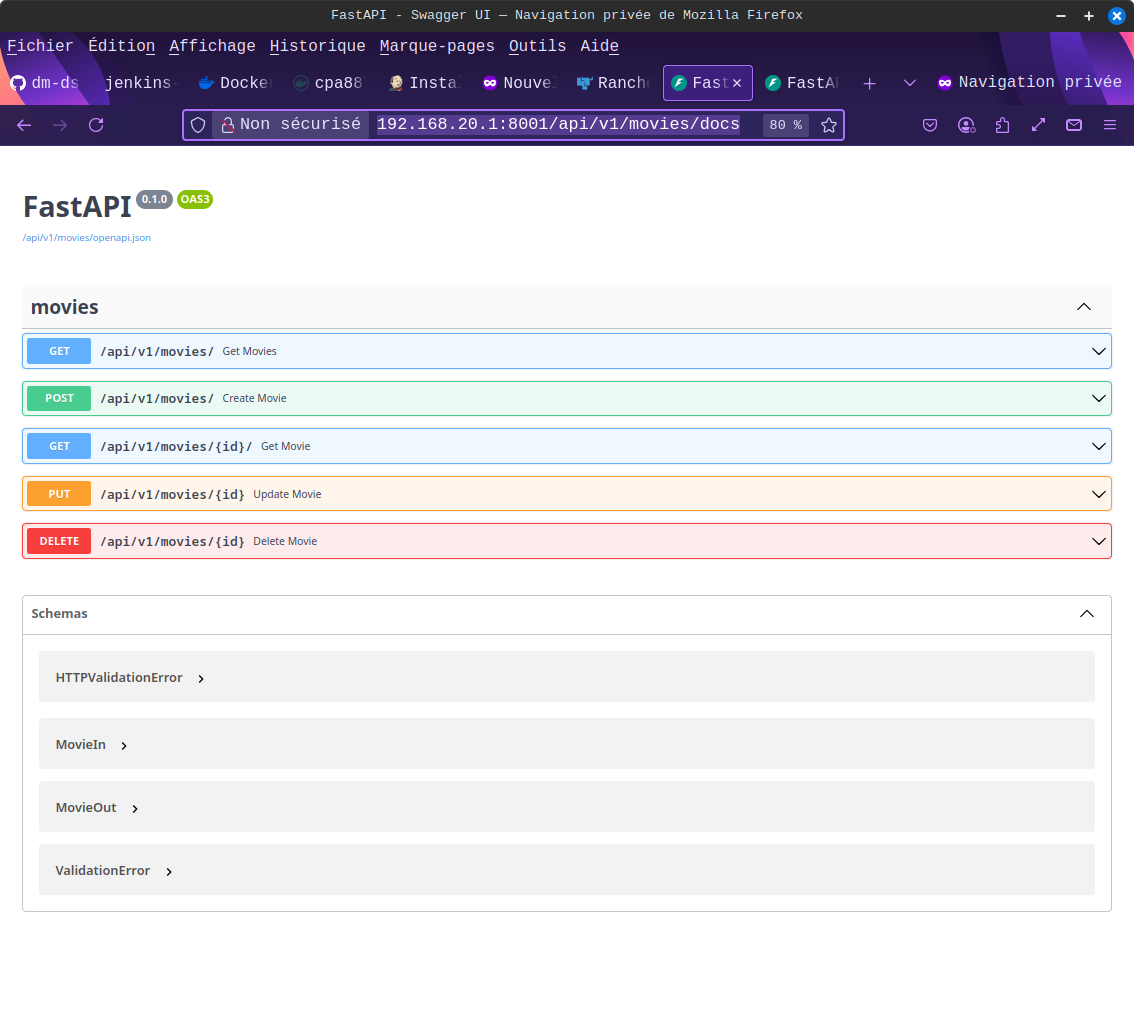 FastAPI - Swagger UI — Navigation privée de Mozilla Firefox
Fichier Édition Affichage Historique Marque-pages Outils Aide
dm-ds jenkins- Docke cpa88 Insta Nouve Ranche Fast FastA Navigation privée
Non sécurisé 192.168.20.1:8001/api/v1/movies/docs 80 %
FastAPI 0.1.0 OAS3
/api/v1/movies/openapi.json
movies
GET /api/v1/movies/ Get Movies
POST /api/v1/movies/ Create Movie
GET /api/v1/movies/{id}/ Get Movie
PUT /api/v1/movies/{id} Update Movie
DELETE /api/v1/movies/{id} Delete Movie
Schemas
HTTPValidationError
MovieIn
MovieOut
ValidationError